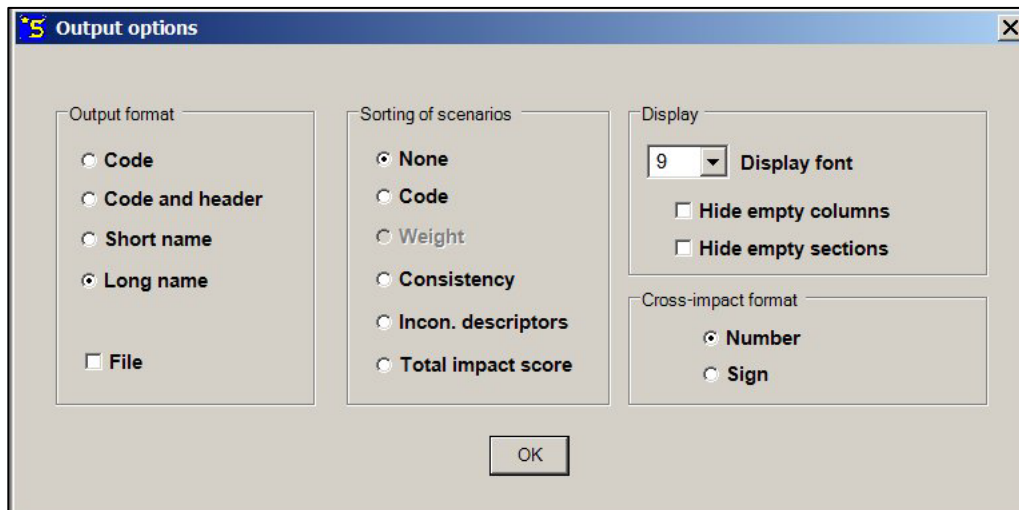 Output options
Output format
Code
Code and header
Short name
Long name
File
Sorting of scenarios
None
Code
Weight
Consistency
Incon. descriptors
Total impact score
Display
9 Display font
Hide empty columns
Hide empty sections
Cross-impact format
Number
Sign
OK